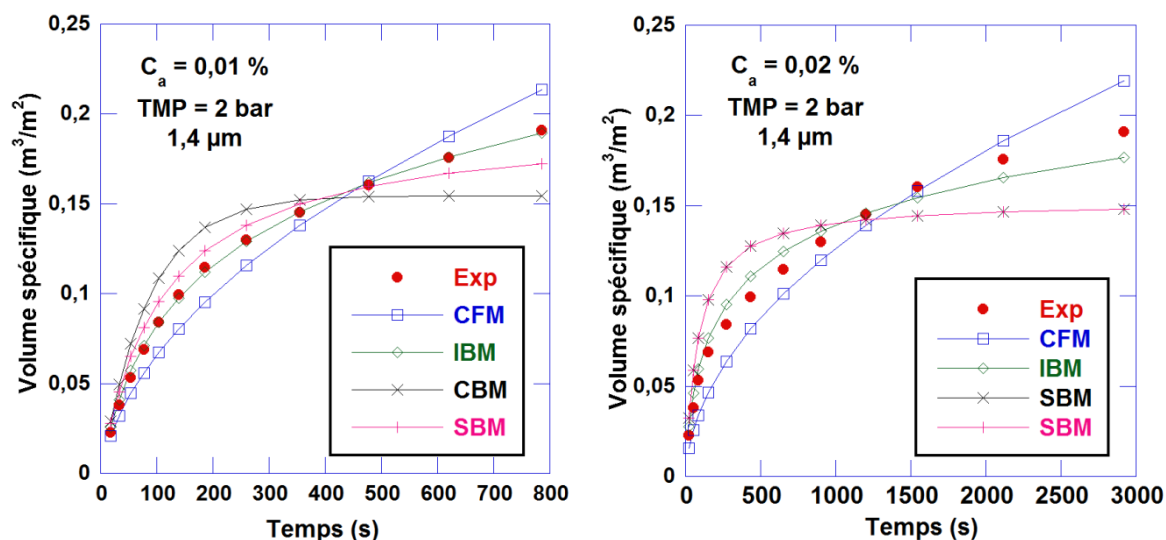 Volume spécifique (m³/m²)
0,25
0,2
0,15
0,1
0,05
0
C_a = 0,01 %
TMP = 2 bar
1,4 µm
Exp
CFM
IBM
CBM
SBM
0 100 200 300 400 500 600 700 800
Temps (s)
Volume spécifique (m³/m²)
0,25
0,2
0,15
0,1
0,05
0
C_a = 0,02 %
TMP = 2 bar
1,4 µm
Exp
CFM
IBM
SBM
SBM
0 500 1000 1500 2000 2500 3000
Temps (s)